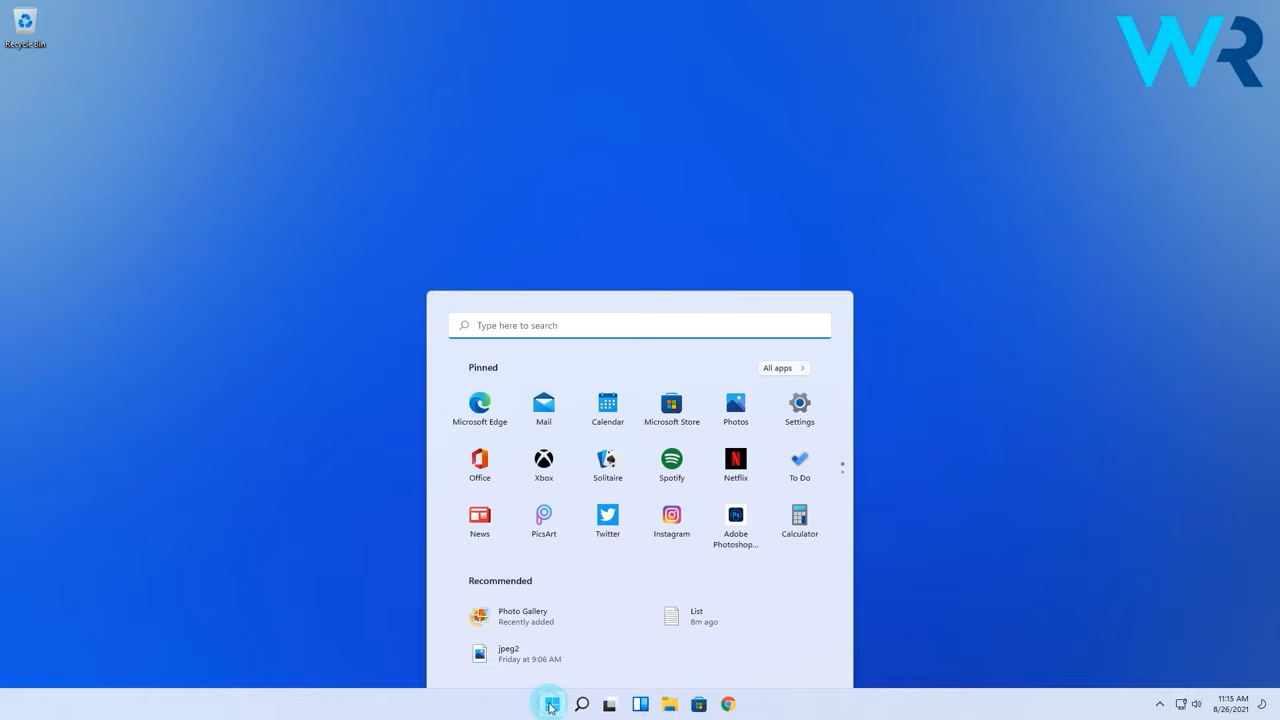 Recycle Bin
WR
Type here to search
Pinned
All apps
Microsoft Edge
Mail
Calendar
Microsoft Store
Photos
Settings
Office
Xbox
Solitaire
Spotify
Netflix
To Do
News
PicsArt
Twitter
Instagram
Adobe
Photoshop...
Calculator
Recommended
Photo Gallery
Recently added
List
8m ago
jpeg2
Friday at 9:06 AM
11:15 AM
8/26/2021